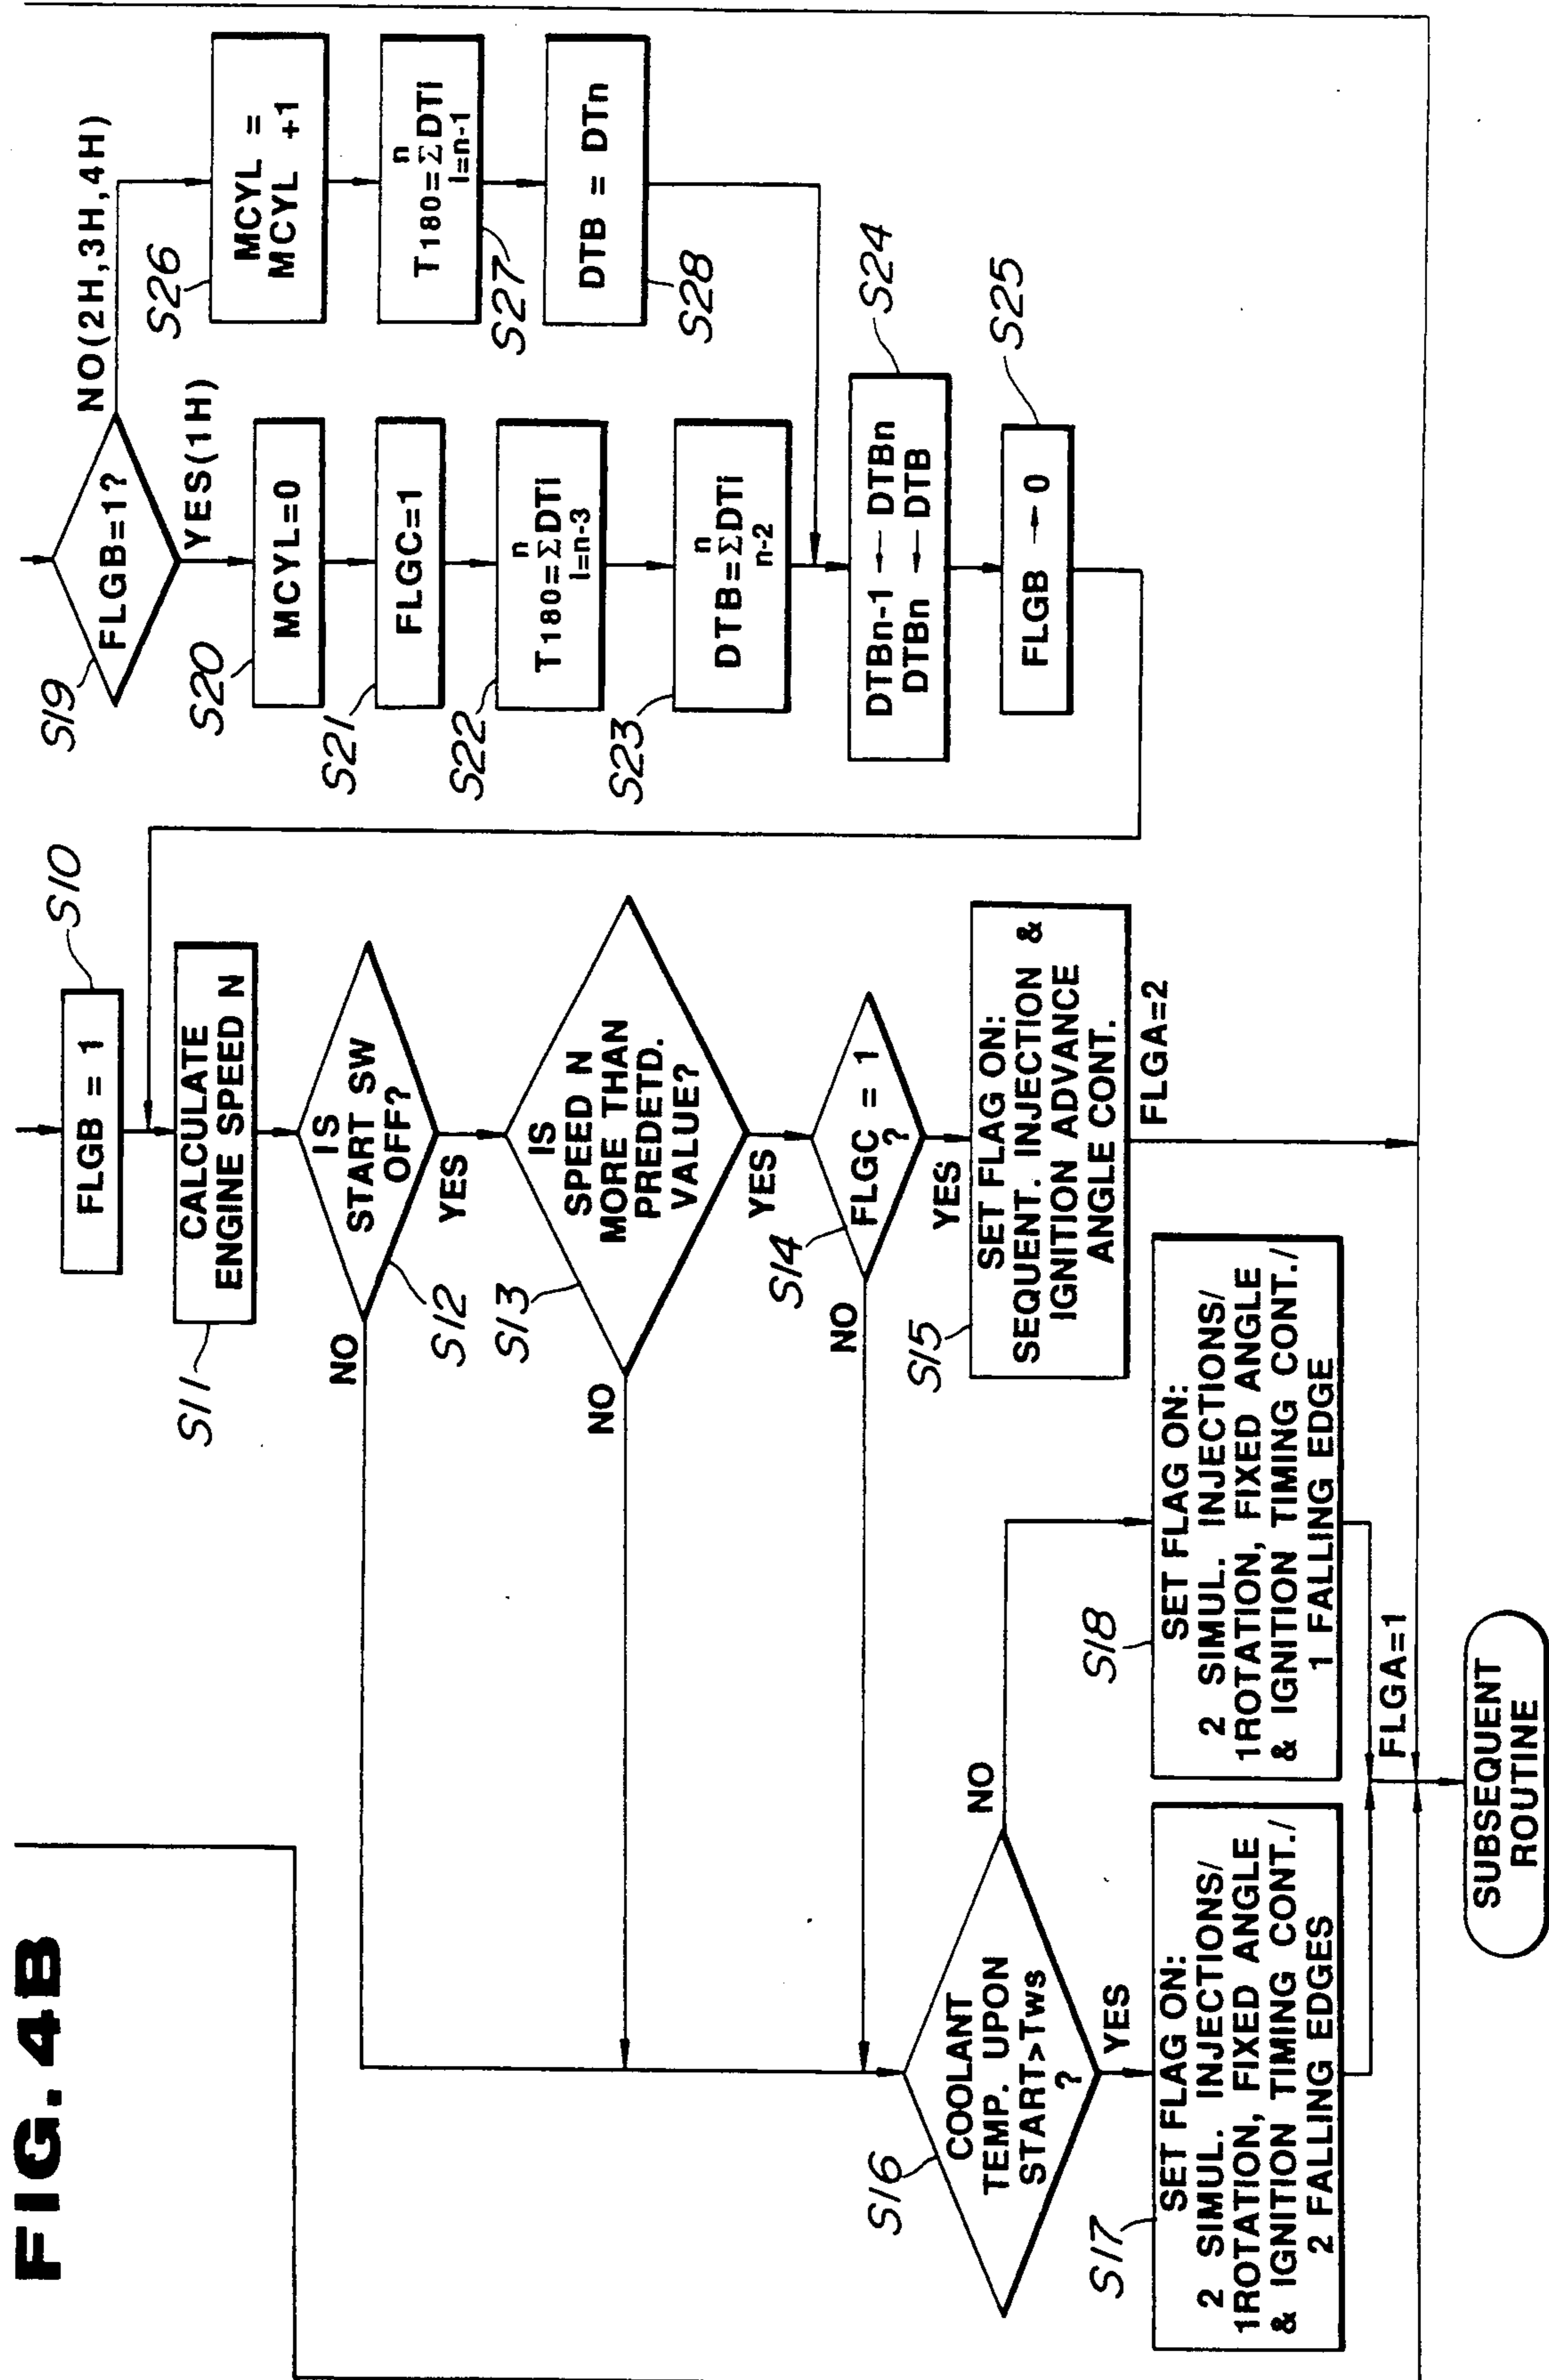 FIG.4B
S10
FLGB = 1
S11
CALCULATE
ENGINE SPEED N
S12
IS
START SW
OFF?
NO
YES
S13
IS
SPEED N
MORE THAN
PREDETD.
VALUE?
NO
YES
S14
FLGC = 1
?
NO
YES
S15
SET FLAG ON:
SEQUENT. INJECTION &
IGNITION ADVANCE
ANGLE CONT.
FLGA=2
S16
COOLANT
TEMP. UPON
START>Tws
?
NO
YES
S17
SET FLAG ON:
2 SIMUL. INJECTIONS/
1ROTATION, FIXED ANGLE
& IGNITION TIMING CONT./
2 FALLING EDGES
S18
SET FLAG ON:
2 SIMUL. INJECTIONS/
1ROTATION, FIXED ANGLE
& IGNITION TIMING CONT./
1 FALLING EDGE
FLGA=1
SUBSEQUENT
ROUTINE
S19
FLGB=1?
NO(2H,3H,4H)
YES(1H)
S20
MCYL=0
S21
FLGC=1
S22
n
T180=ΣDTi
i=n-3
S23
n
DTB=ΣDTi
n-2
S24
DTBn-1 ← DTBn
DTBn ← DTB
S25
FLGB → 0
S26
MCYL =
MCYL +1
S27
n
T180=ΣDTi
i=n-1
S28
DTB = DTn